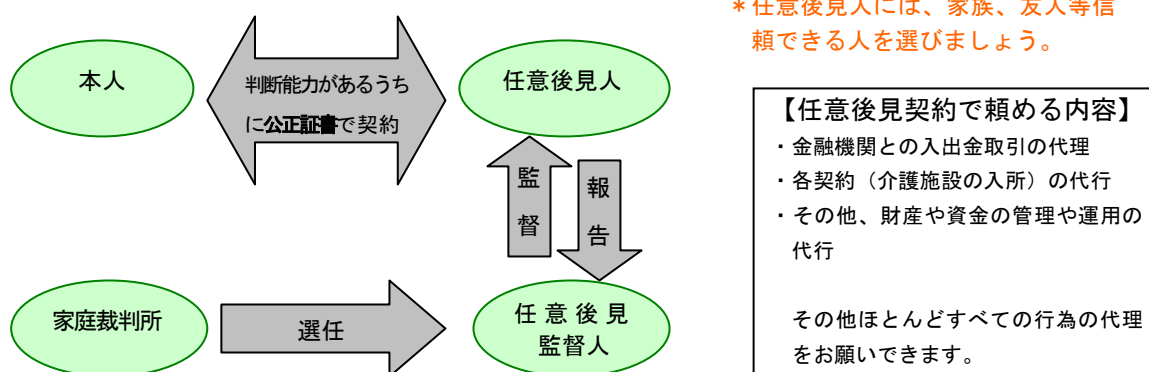 ＊任意後見人には、家族、友人等信
頼できる人を選びましょう。
本人
判断能力があるうち
に公正証書で契約
任意後見人
監督
報告
家庭裁判所
選任
任意後見
監督人
【任意後見契約で頼める内容】
・金融機関との入出金取引の代理
・各契約（介護施設の入所）の代行
・その他、財産や資金の管理や運用の
代行
その他ほとんどすべての行為の代理
をお願いできます。